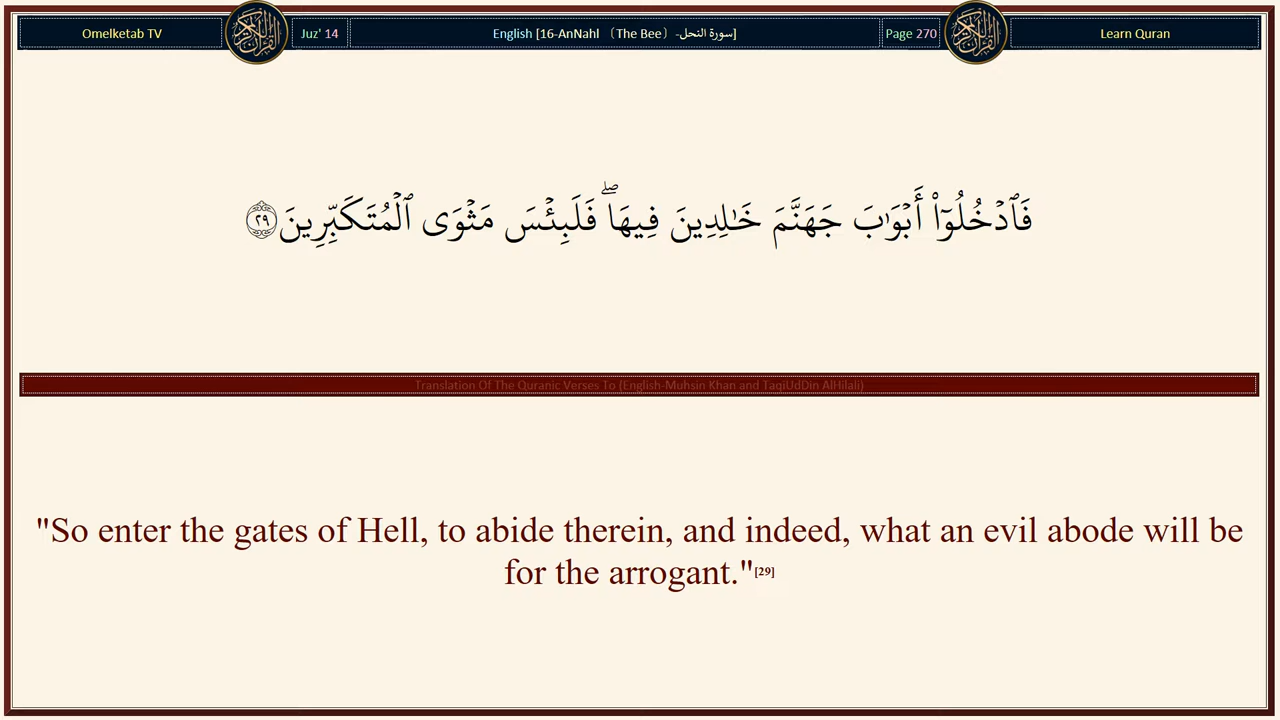 Omelketab TV
Juz' 14
English [16-AnNahl (The Bee) -سورة النحل]
Page 270
Learn Quran
فَٱدۡخُلُوٓاْ أَبۡوَٰبَ جَهَنَّمَ خَٰلِدِينَ فِيهَاۖ فَلَبِئۡسَ مَثۡوَى ٱلۡمُتَكَبِّرِينَ ٢٩
Translation Of The Quranic Verses To (English-Muhsin Khan and TaqiUdDin AlHilali)
"So enter the gates of Hell, to abide therein, and indeed, what an evil abode will be
for the arrogant."[29]